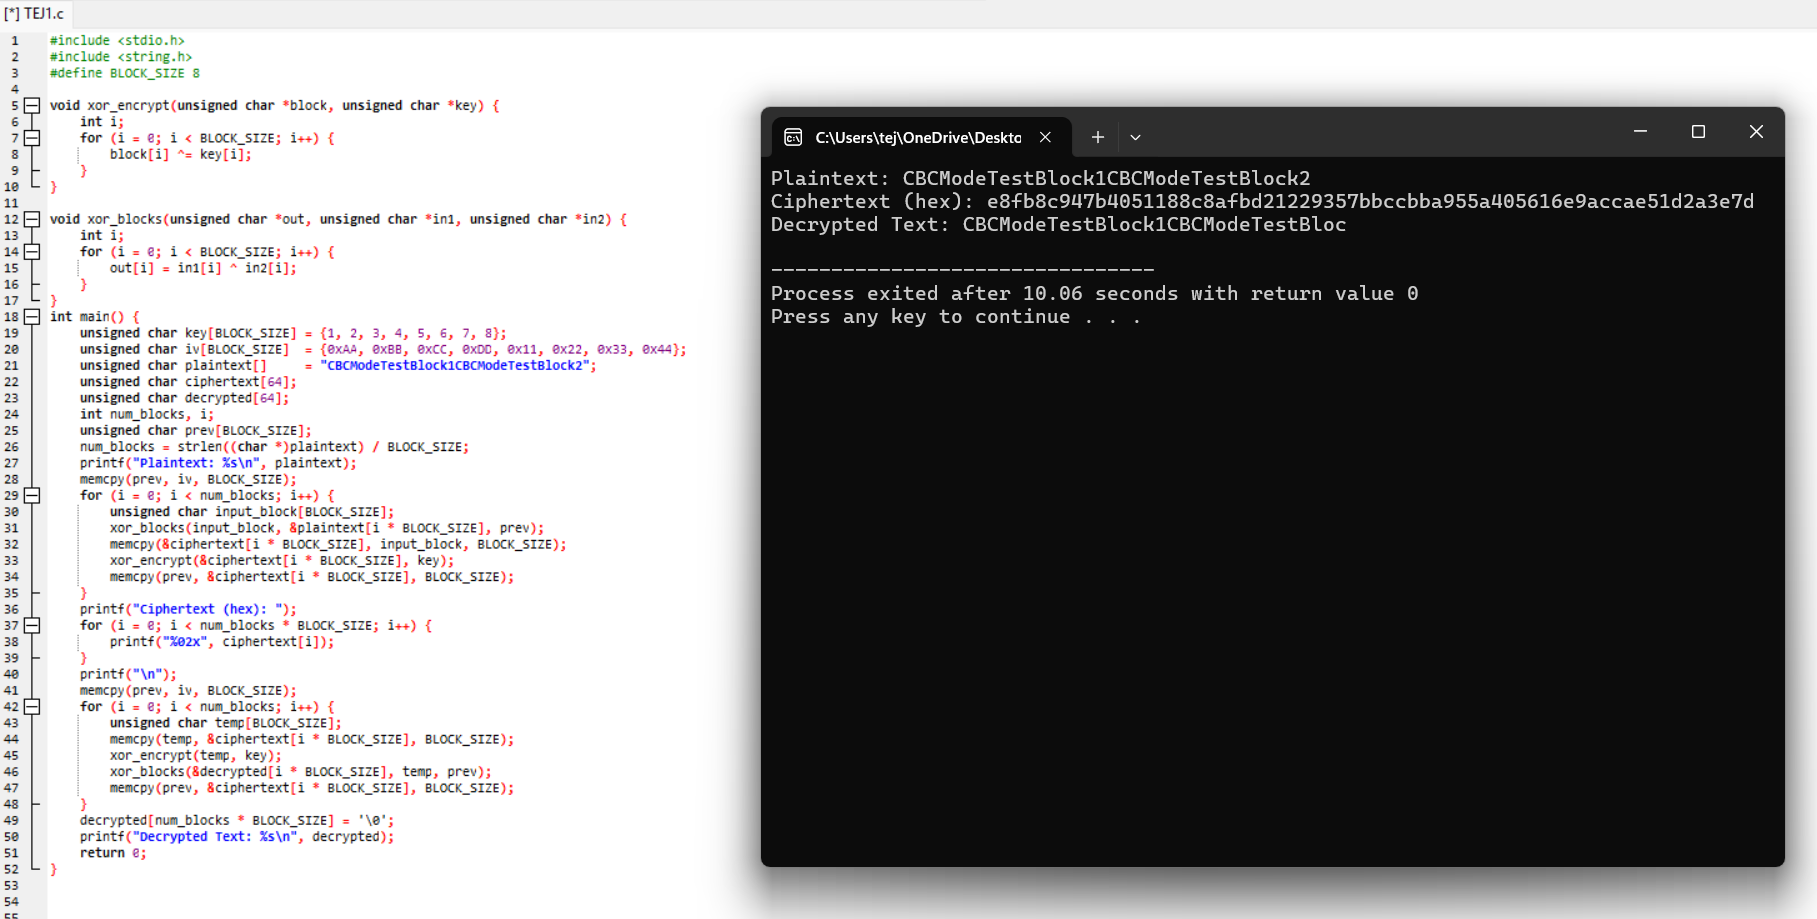 [*] TEJ1.c
1 #include <stdio.h>
2 #include <string.h>
3 #define BLOCK_SIZE 8
4
5 void xor_encrypt(unsigned char *block, unsigned char *key) {
6     int i;
7     for (i = 0; i < BLOCK_SIZE; i++) {
8         block[i] ^= key[i];
9     }
10 }
11
12 void xor_blocks(unsigned char *out, unsigned char *in1, unsigned char *in2) {
13     int i;
14     for (i = 0; i < BLOCK_SIZE; i++) {
15         out[i] = in1[i] ^ in2[i];
16     }
17 }
18 int main() {
19     unsigned char key[BLOCK_SIZE] = {1, 2, 3, 4, 5, 6, 7, 8};
20     unsigned char iv[BLOCK_SIZE]  = {0xAA, 0xBB, 0xCC, 0xDD, 0x11, 0x22, 0x33, 0x44};
21     unsigned char plaintext[]     = "CBCModeTestBlock1CBCModeTestBlock2";
22     unsigned char ciphertext[64];
23     unsigned char decrypted[64];
24     int num_blocks, i;
25     unsigned char prev[BLOCK_SIZE];
26     num_blocks = strlen((char *)plaintext) / BLOCK_SIZE;
27     printf("Plaintext: %s\n", plaintext);
28     memcpy(prev, iv, BLOCK_SIZE);
29     for (i = 0; i < num_blocks; i++) {
30         unsigned char input_block[BLOCK_SIZE];
31         xor_blocks(input_block, &plaintext[i * BLOCK_SIZE], prev);
32         memcpy(&ciphertext[i * BLOCK_SIZE], input_block, BLOCK_SIZE);
33         xor_encrypt(&ciphertext[i * BLOCK_SIZE], key);
34         memcpy(prev, &ciphertext[i * BLOCK_SIZE], BLOCK_SIZE);
35     }
36     printf("Ciphertext (hex): ");
37     for (i = 0; i < num_blocks * BLOCK_SIZE; i++) {
38         printf("%02x", ciphertext[i]);
39     }
40     printf("\n");
41     memcpy(prev, iv, BLOCK_SIZE);
42     for (i = 0; i < num_blocks; i++) {
43         unsigned char temp[BLOCK_SIZE];
44         memcpy(temp, &ciphertext[i * BLOCK_SIZE], BLOCK_SIZE);
45         xor_encrypt(temp, key);
46         xor_blocks(&decrypted[i * BLOCK_SIZE], temp, prev);
47         memcpy(prev, &ciphertext[i * BLOCK_SIZE], BLOCK_SIZE);
48     }
49     decrypted[num_blocks * BLOCK_SIZE] = '\0';
50     printf("Decrypted Text: %s\n", decrypted);
51     return 0;
52 }
53
54
55
C:\Users\tej\OneDrive\Deskto
Plaintext: CBCModeTestBlock1CBCModeTestBlock2
Ciphertext (hex): e8fb8c947b4051188c8afbd21229357bbccbba955a405616e9accae51d2a3e7d
Decrypted Text: CBCModeTestBlock1CBCModeTestBloc
--------------------------------
Process exited after 10.06 seconds with return value 0
Press any key to continue . . .